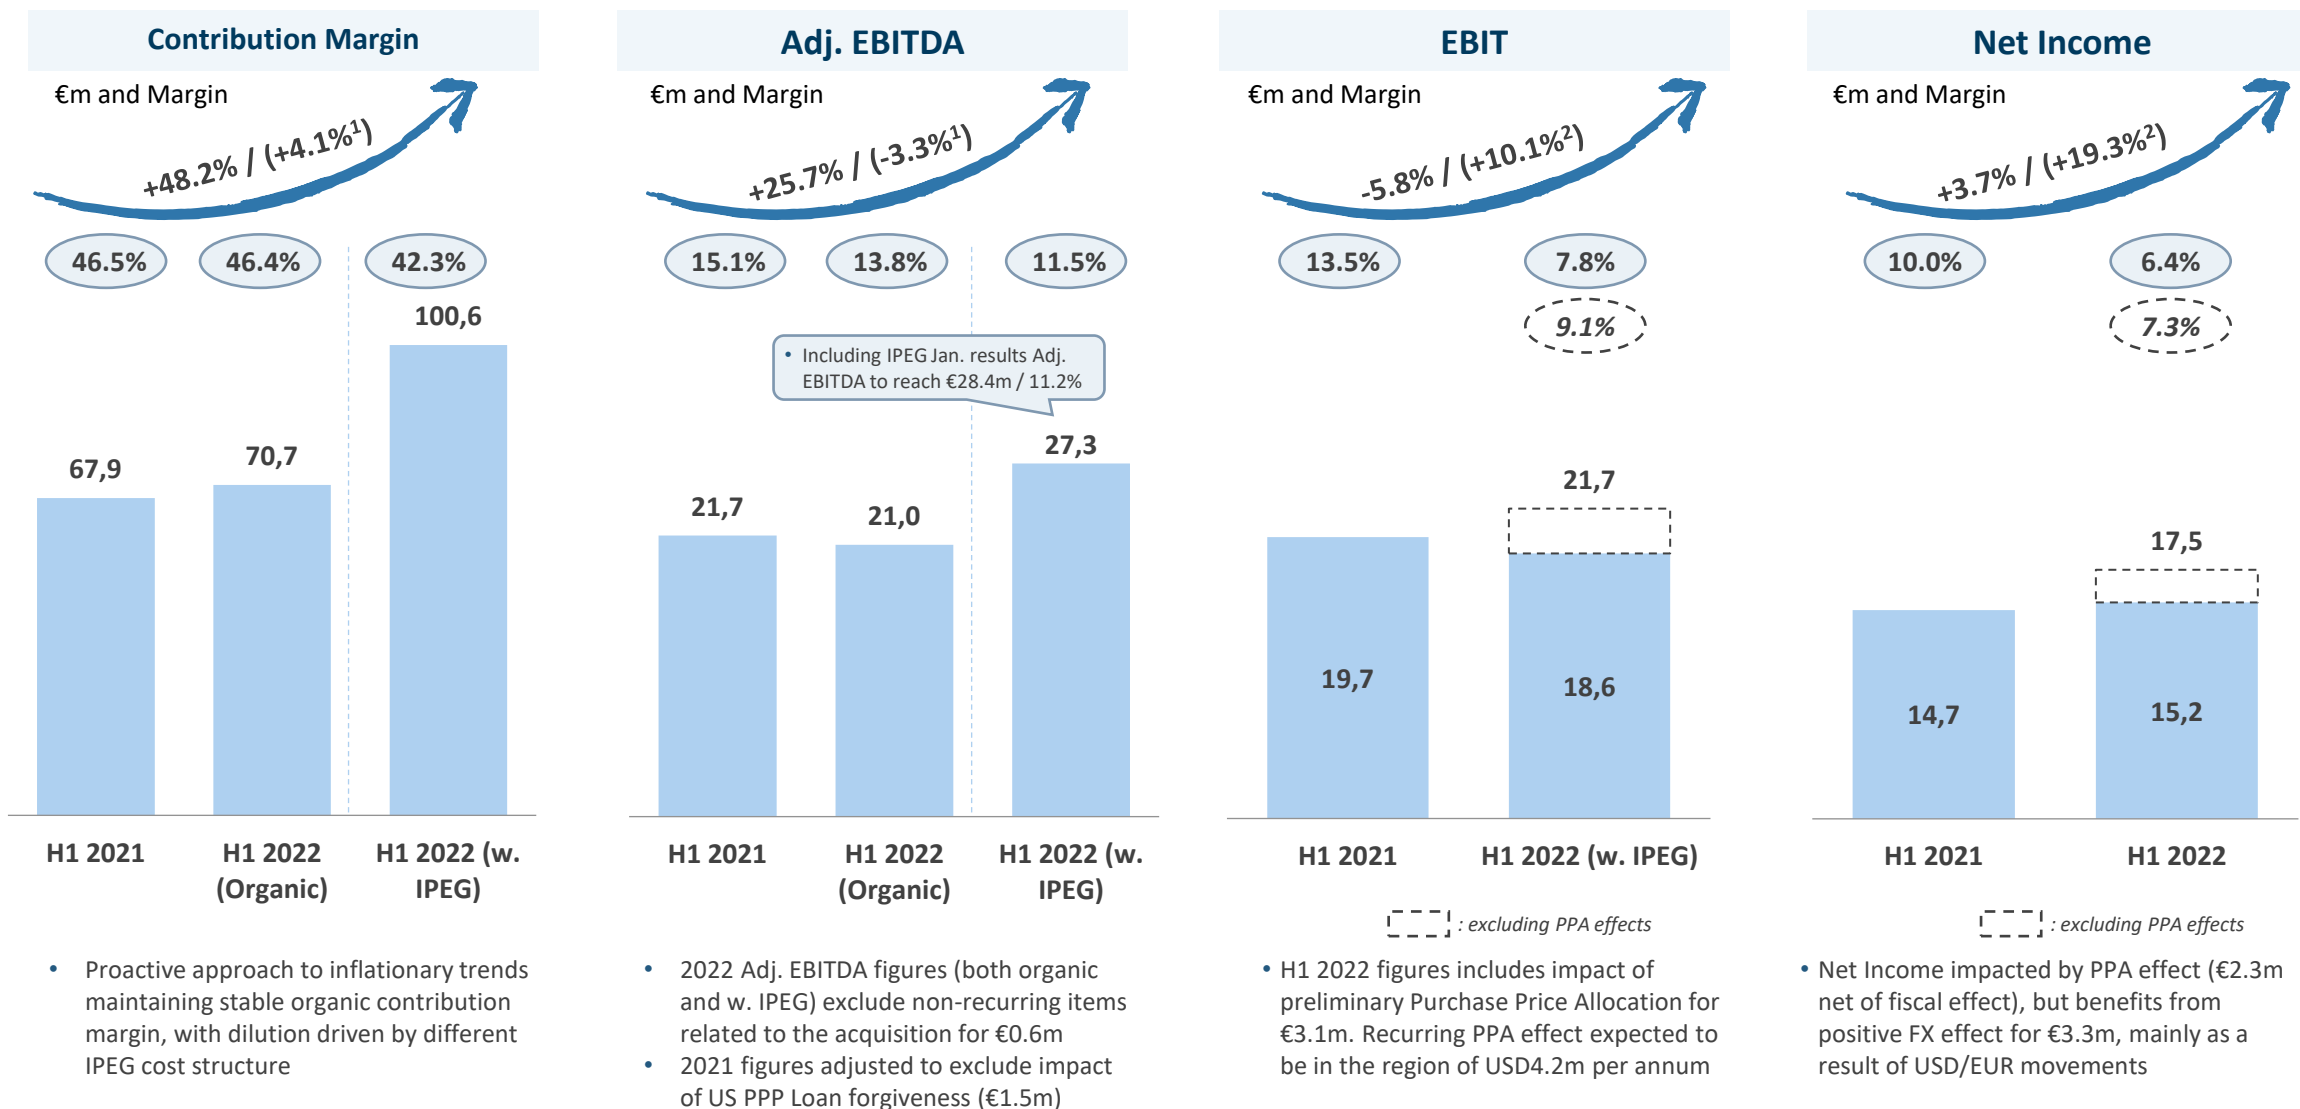 Contribution Margin
€m and Margin
+48.2% / (+4.1%¹)
46.5%
46.4%
42.3%
100,6
67,9
70,7
H1 2021
H1 2022
(Organic)
H1 2022 (w.
IPEG)
• Proactive approach to inflationary trends
maintaining stable organic contribution
margin, with dilution driven by different
IPEG cost structure
Adj. EBITDA
€m and Margin
+25.7% / (-3.3%¹)
15.1%
13.8%
11.5%
• Including IPEG Jan. results Adj.
EBITDA to reach €28.4m / 11.2%
21,7
21,0
27,3
H1 2021
H1 2022
(Organic)
H1 2022 (w.
IPEG)
• 2022 Adj. EBITDA figures (both organic
and w. IPEG) exclude non-recurring items
related to the acquisition for €0.6m
• 2021 figures adjusted to exclude impact
of US PPP Loan forgiveness (€1.5m)
EBIT
€m and Margin
-5.8% / (+10.1%²)
13.5%
7.8%
9.1%
21,7
19,7
18,6
H1 2021
H1 2022 (w. IPEG)
: excluding PPA effects
• H1 2022 figures includes impact of
preliminary Purchase Price Allocation for
€3.1m. Recurring PPA effect expected to
be in the region of USD4.2m per annum
Net Income
€m and Margin
+3.7% / (+19.3%²)
10.0%
6.4%
7.3%
17,5
14,7
15,2
H1 2021
H1 2022
: excluding PPA effects
• Net Income impacted by PPA effect (€2.3m
net of fiscal effect), but benefits from
positive FX effect for €3.3m, mainly as a
result of USD/EUR movements